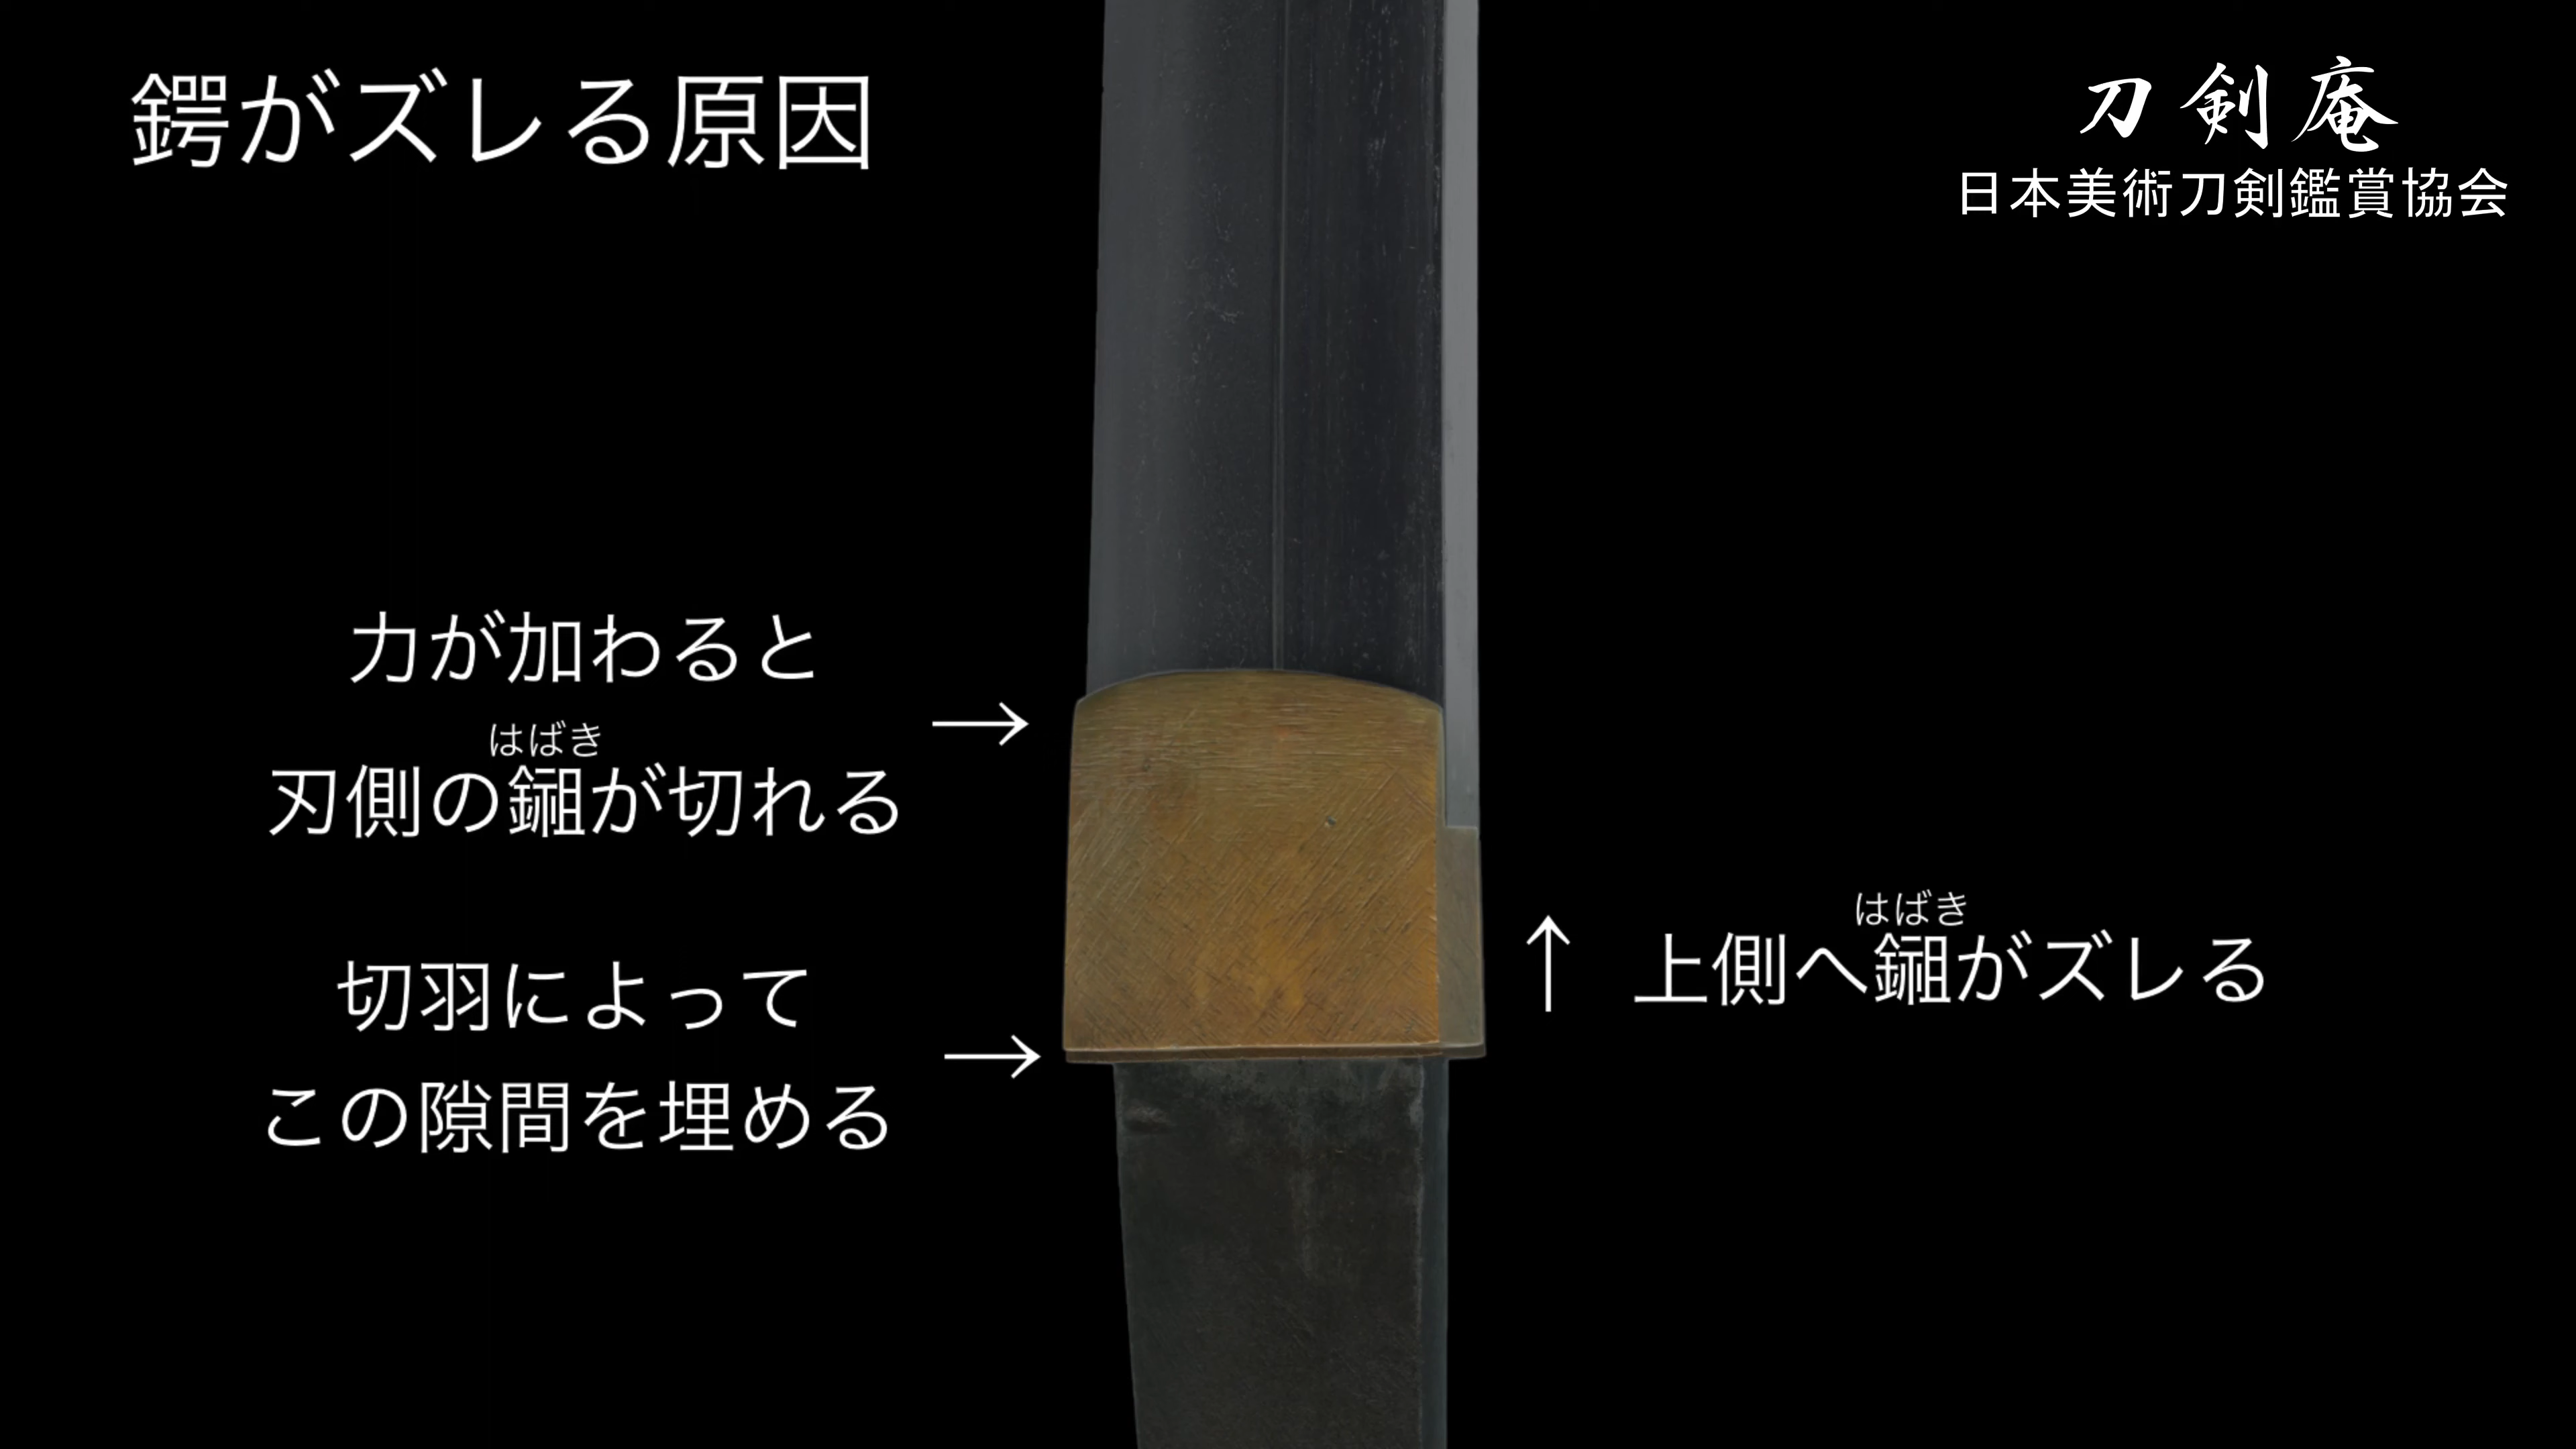 鍔がズレる原因
刀剣庵
日本美術刀剣鑑賞協会
力が加わると
はばき
刃側の鎺が切れる
切羽によって
この隙間を埋める
はばき
上側へ鎺がズレる